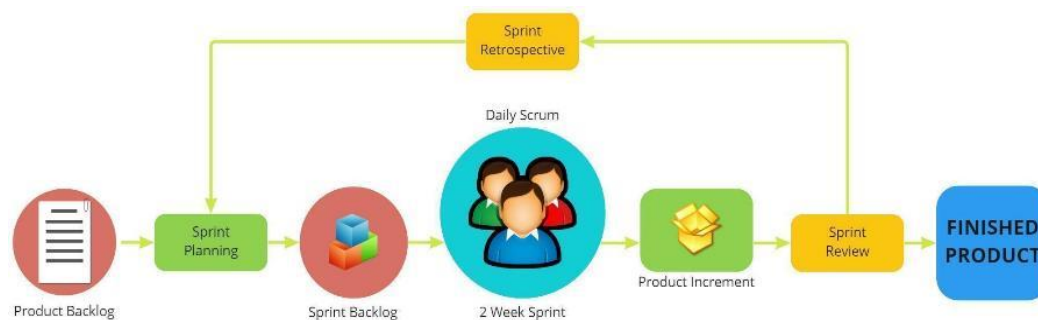 Sprint
Retrospective
Daily Scrum
Sprint
Planning
Sprint
Review
FINISHED
PRODUCT
Product Backlog
Sprint Backlog
2 Week Sprint
Product Increment